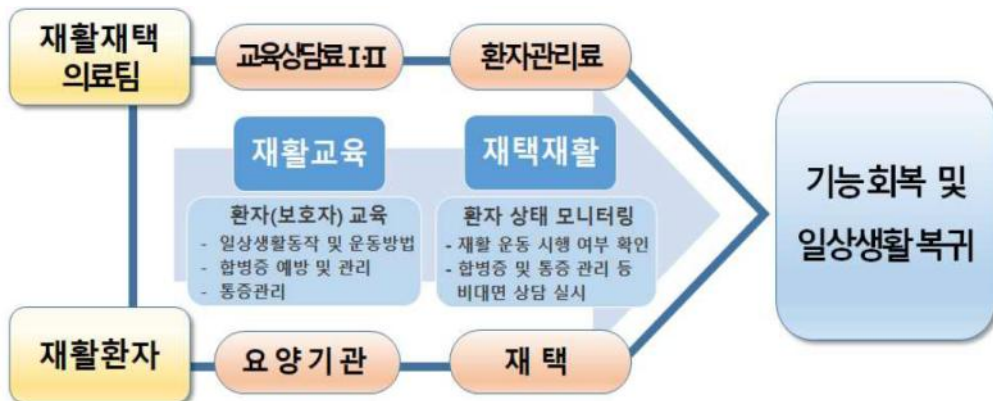 재활재택
의료팀
교육상담료 I·II
환자관리료
재활교육
재택재활
환자(보호자) 교육
- 일상생활동작 및 운동방법
- 합병증 예방 및 관리
- 통증관리
환자 상태 모니터링
- 재활 운동 시행 여부 확인
- 합병증 및 통증 관리 등
비대면 상담 실시
기능회복 및
일상생활 복귀
재활환자
요양기관
재택